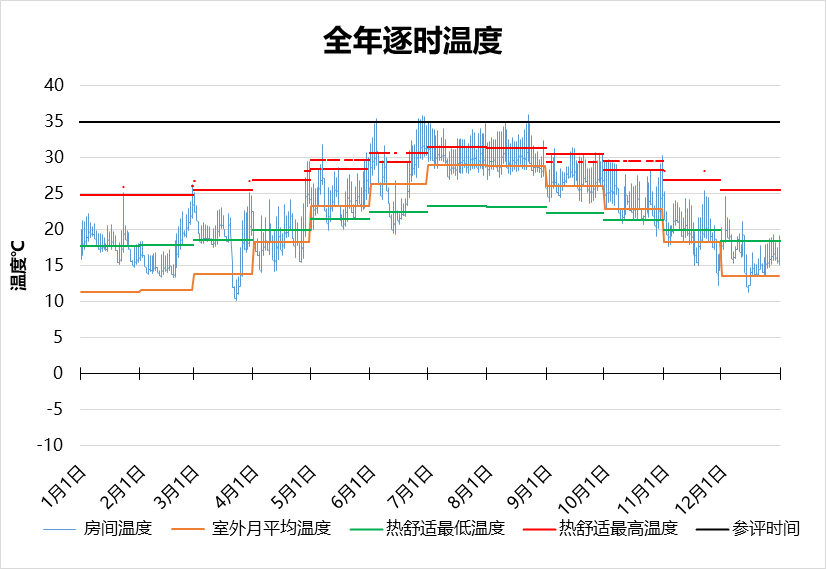 全年逐时温度
温度℃
40
35
30
25
20
15
10
5
0
-5
-10
1月1日
2月1日
3月1日
4月1日
5月1日
6月1日
7月1日
8月1日
9月1日
10月1日
11月1日
12月1日
房间温度
室外月平均温度
热舒适最低温度
热舒适最高温度
参评时间